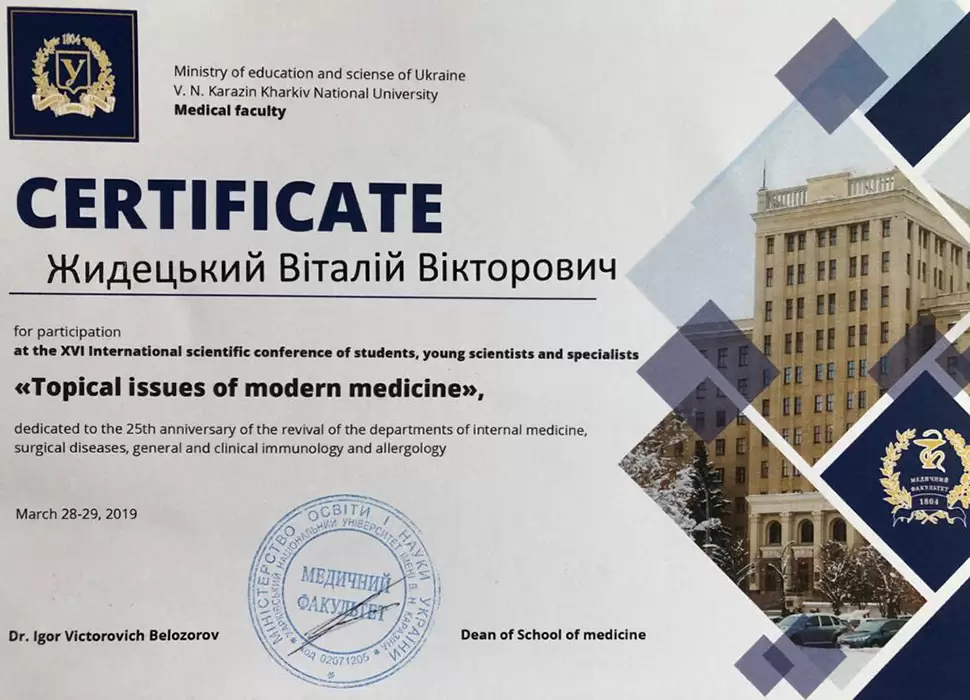 1804
У
Ministry of education and sciense of Ukraine
V. N. Karazin Kharkiv National University
Medical faculty
CERTIFICATE
Жидецький Віталій Вікторович
for participation
at the XVI International scientific conference of students, young scientists and specialists
«Topical issues of modern medicine»,
dedicated to the 25th anniversary of the revival of the departments of internal medicine,
surgical diseases, general and clinical immunology and allergology
МЕДИЧНИЙ
ФАКУЛЬТЕТ
1804
March 28-29, 2019
МІНІСТЕРСТВО ОСВІТИ І НАУКИ УКРАЇНИ
ХАРКІВСЬКИЙ НАЦІОНАЛЬНИЙ УНІВЕРСИТЕТ ІМЕНІ В. Н. КАРАЗІНА
МЕДИЧНИЙ
ФАКУЛЬТЕТ
код 02071205
Dr. Igor Victorovich Belozorov
Dean of School of medicine